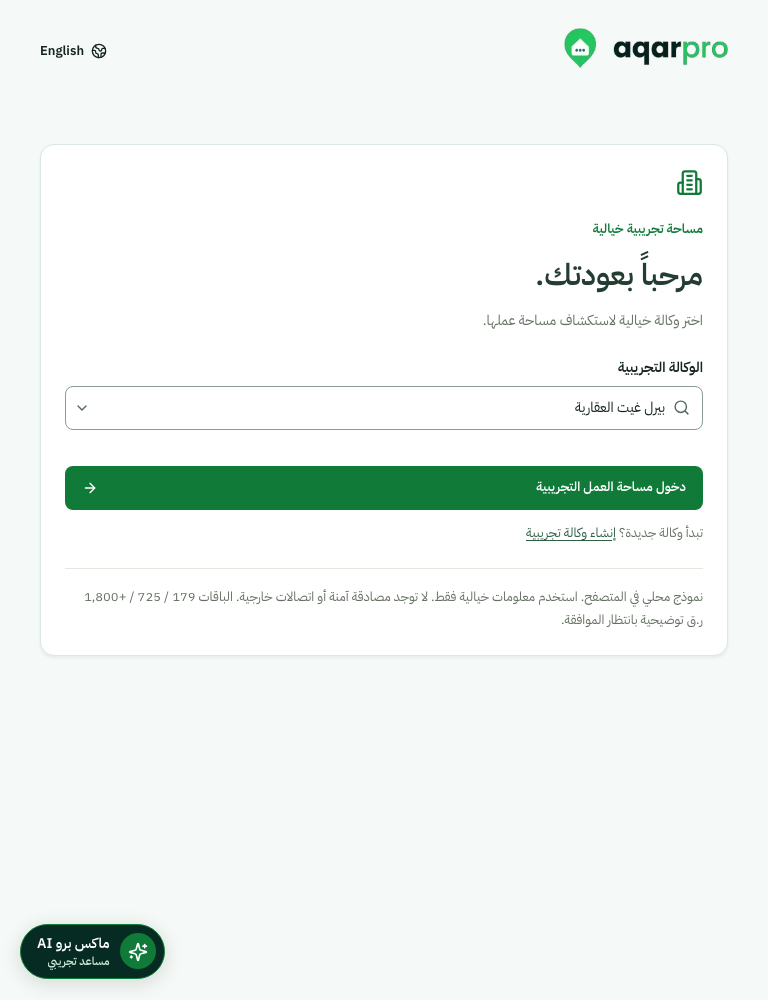 aqarpro
English
مساحة تجريبية خيالية
مرحباً بعودتك.
اختر وكالة خيالية لاستكشاف مساحة عملها.
الوكالة التجريبية
بيرل غيت العقارية
دخول مساحة العمل التجريبية
تبدأ وكالة جديدة؟ إنشاء وكالة تجريبية
نموذج محلي في المتصفح. استخدم معلومات خيالية فقط. لا توجد مصادقة آمنة أو اتصالات خارجية. الباقات 179 / 725 / +1,800
ر.ق توضيحية بانتظار الموافقة.
ماكس برو AI
مساعد تجريبي